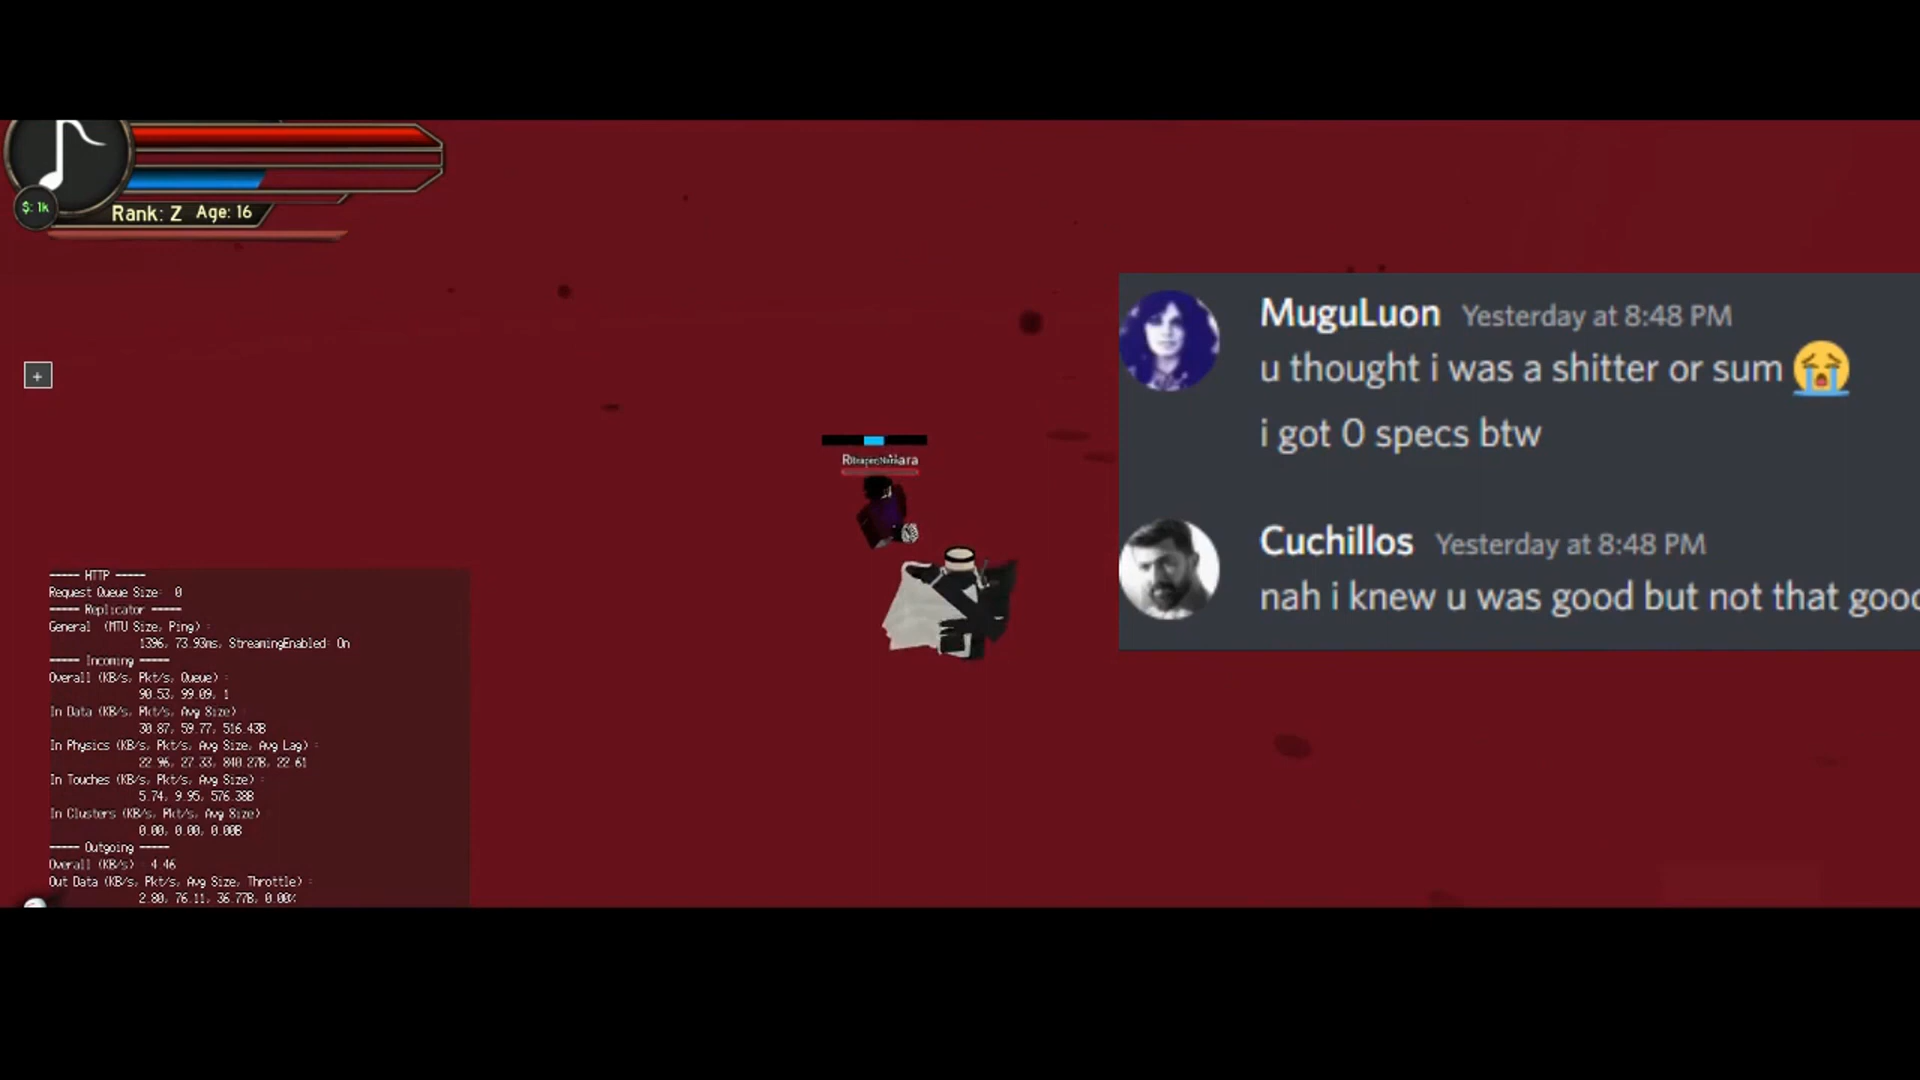 $: 1k
Rank: Z Age: 16
+
MuguLuon Yesterday at 8:48 PM
u thought i was a shitter or sum 😭
i got 0 specs btw
Cuchillos Yesterday at 8:48 PM
nah i knew u was good but not that good
----- HTTP -----
Request Queue Size: 0
----- Replicator -----
General (MTU Size, Ping) :
1396, 73.93ms, StreamingEnabled: On
----- Incoming -----
Overall (KB/s, Pkt/s, Queue) :
90.53, 99.09, 1
In Data (KB/s, Pkt/s, Avg Size) :
30.87, 59.77, 516.43B
In Physics (KB/s, Pkt/s, Avg Size, Avg Lag) :
22.96, 27.33, 840.27B, 22.61
In Touches (KB/s, Pkt/s, Avg Size) :
5.74, 9.95, 576.38B
In Clusters (KB/s, Pkt/s, Avg Size) :
0.00, 0.00, 0.00B
----- Outgoing -----
Overall (KB/s) : 4.46
Out Data (KB/s, Pkt/s, Avg Size, Throttle) :
2.80, 76.11, 36.77B, 0.00%